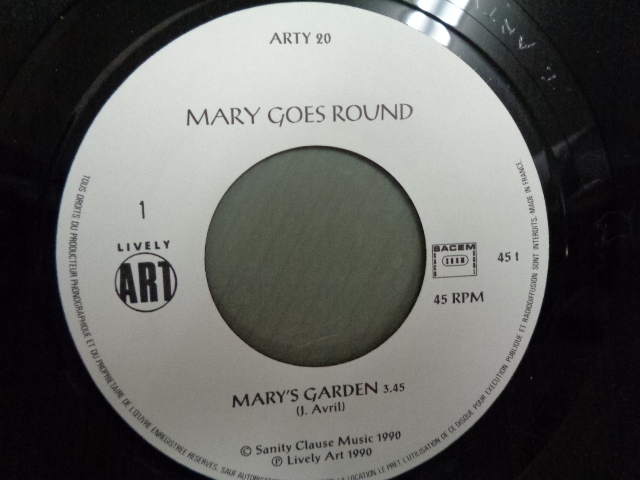 ARTY 20
MARY GOES ROUND
1
LIVELY
ART
SACEM
45 t
45 RPM
MARY'S GARDEN 3.45
(J. Avril)
© Sanity Clause Music 1990
℗ Lively Art 1990
TOUS DROITS DU PRODUCTEUR PHONOGRAPHIQUE ET DU PROPRIETAIRE DE L'ŒUVRE ENREGISTREE RESERVES. SAUF LA LOCATION LE PRET L'UTILISATION DE CE DISQUE POUR EXECUTION PUBLIQUE ET RADIODIFFUSION SONT INTERDITS. MADE IN FRANCE.